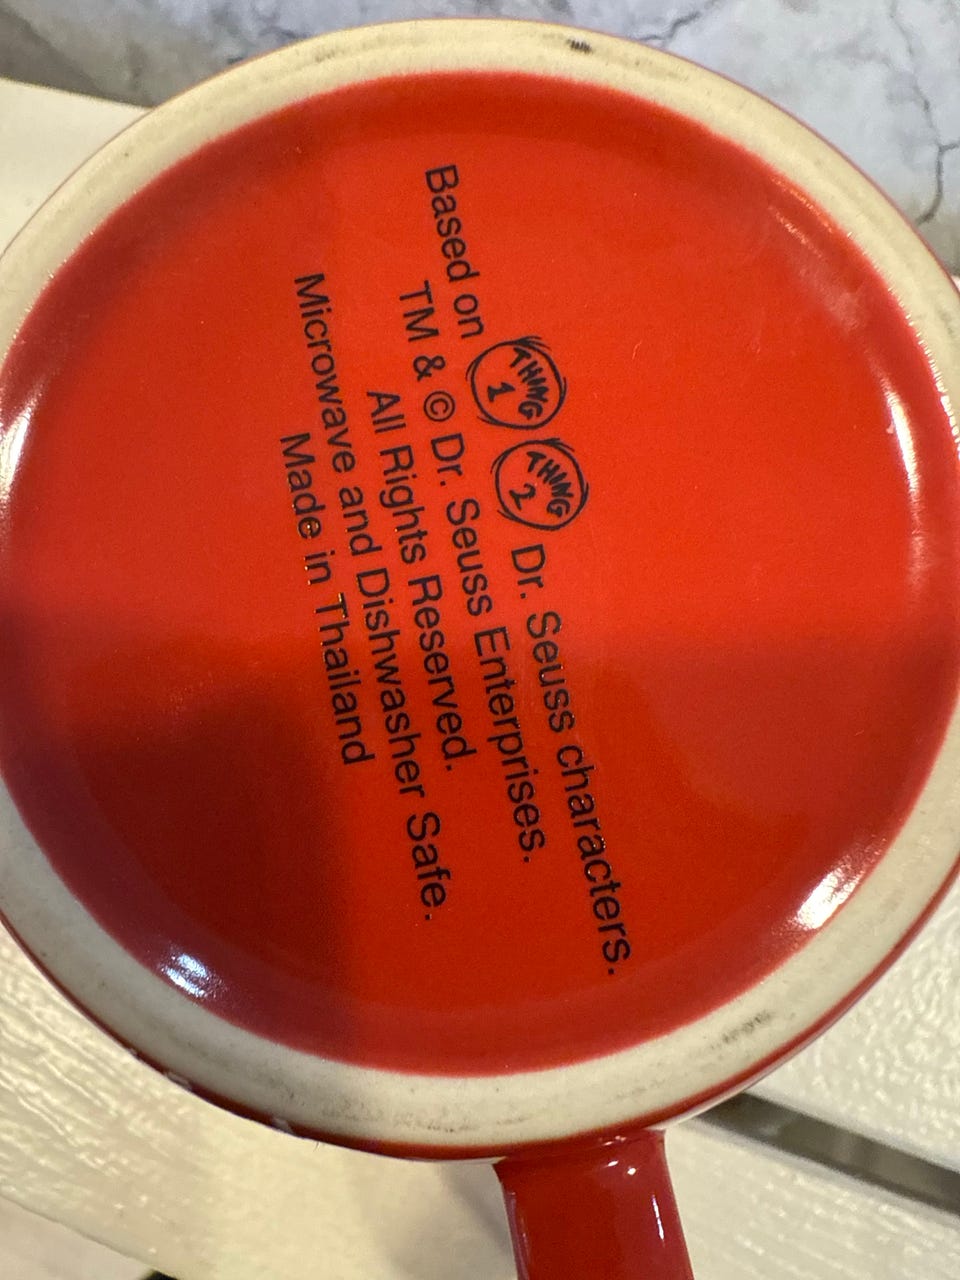 Based on THING 1 THING 2 Dr. Seuss characters.
TM & © Dr. Seuss Enterprises.
All Rights Reserved.
Microwave and Dishwasher Safe.
Made in Thailand